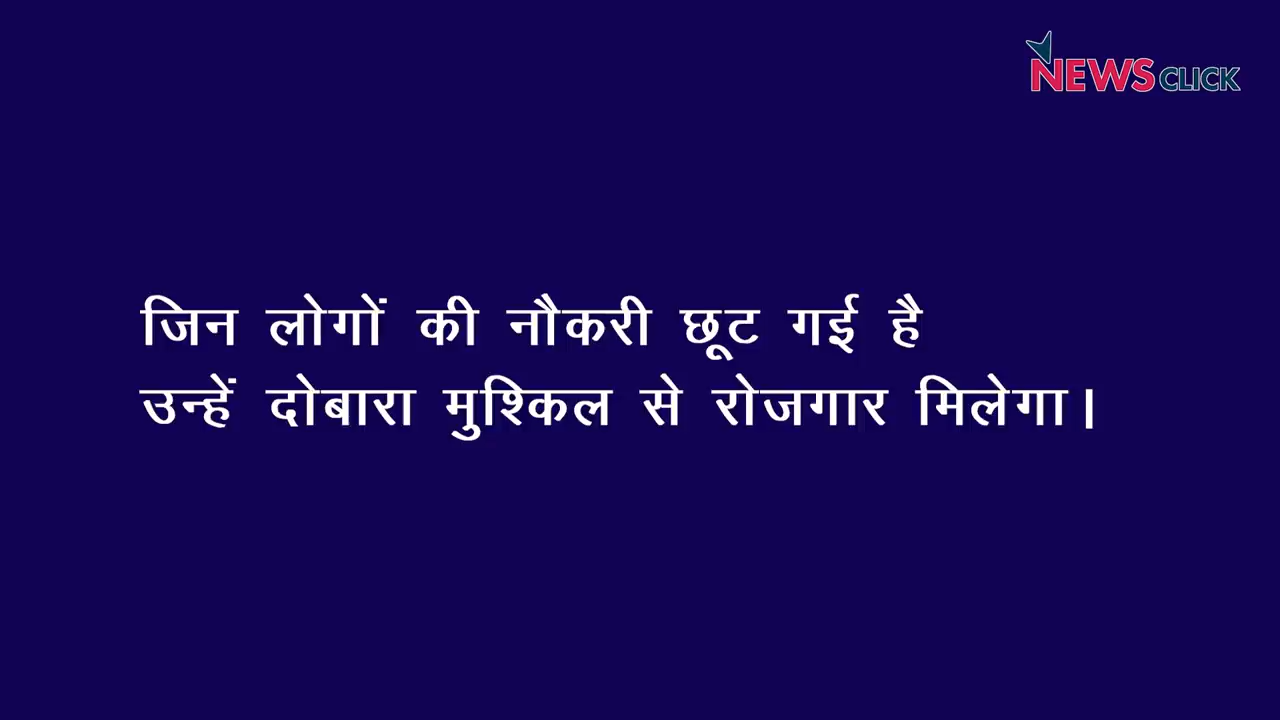 NEWSCLICK
जिन लोगों की नौकरी छूट गई है
उन्हें दोबारा मुश्किल से रोजगार मिलेगा।